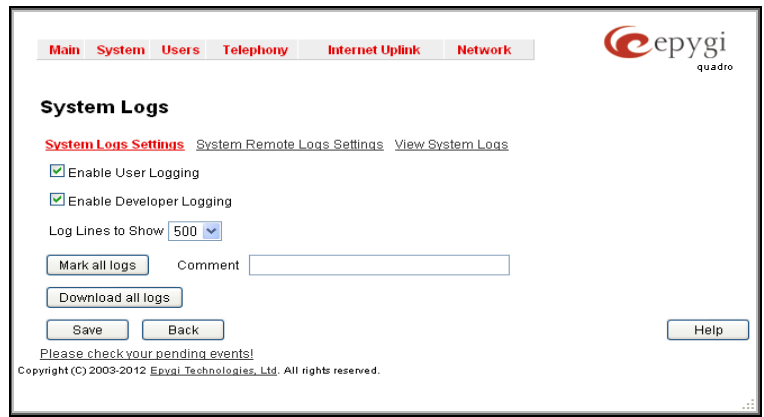 Main System Users Telephony Internet Uplink Network
epygi
quadro
System Logs
System Logs Settings System Remote Logs Settings View System Logs
Enable User Logging
Enable Developer Logging
Log Lines to Show 500
Mark all logs Comment
Download all logs
Save Back Help
Please check your pending events!
Copyright (C) 2003-2012 Epygi Technologies, Ltd. All rights reserved.